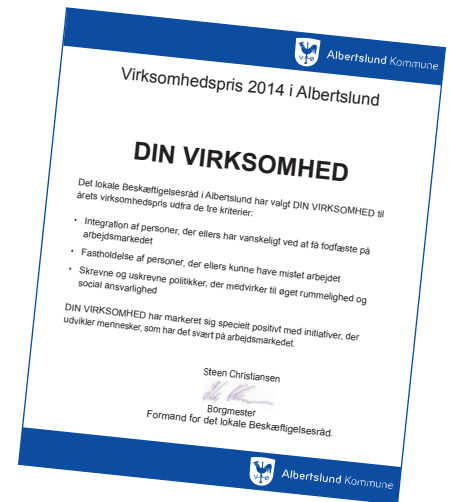 Albertslund Kommune
Virksomhedspris 2014 i Albertslund
DIN VIRKSOMHED
Det lokale Beskæftigelsesråd i Albertslund har valgt DIN VIRKSOMHED til
årets virksomhedspris udfra de tre kriterier:
• Integration af personer, der ellers har vanskeligt ved at få fodfæste på
arbejdsmarkedet
• Fastholdelse af personer, der ellers kunne have mistet arbejdet
• Skrevne og uskrevne politikker, der medvirker til øget rummelighed og
social ansvarlighed
DIN VIRKSOMHED har markeret sig specielt positivt med initiativer, der
udvikler mennesker, som har det svært på arbejdsmarkedet.
Steen Christiansen
Borgmester
Formand for det lokale Beskæftigelsesråd.
Albertslund Kommune